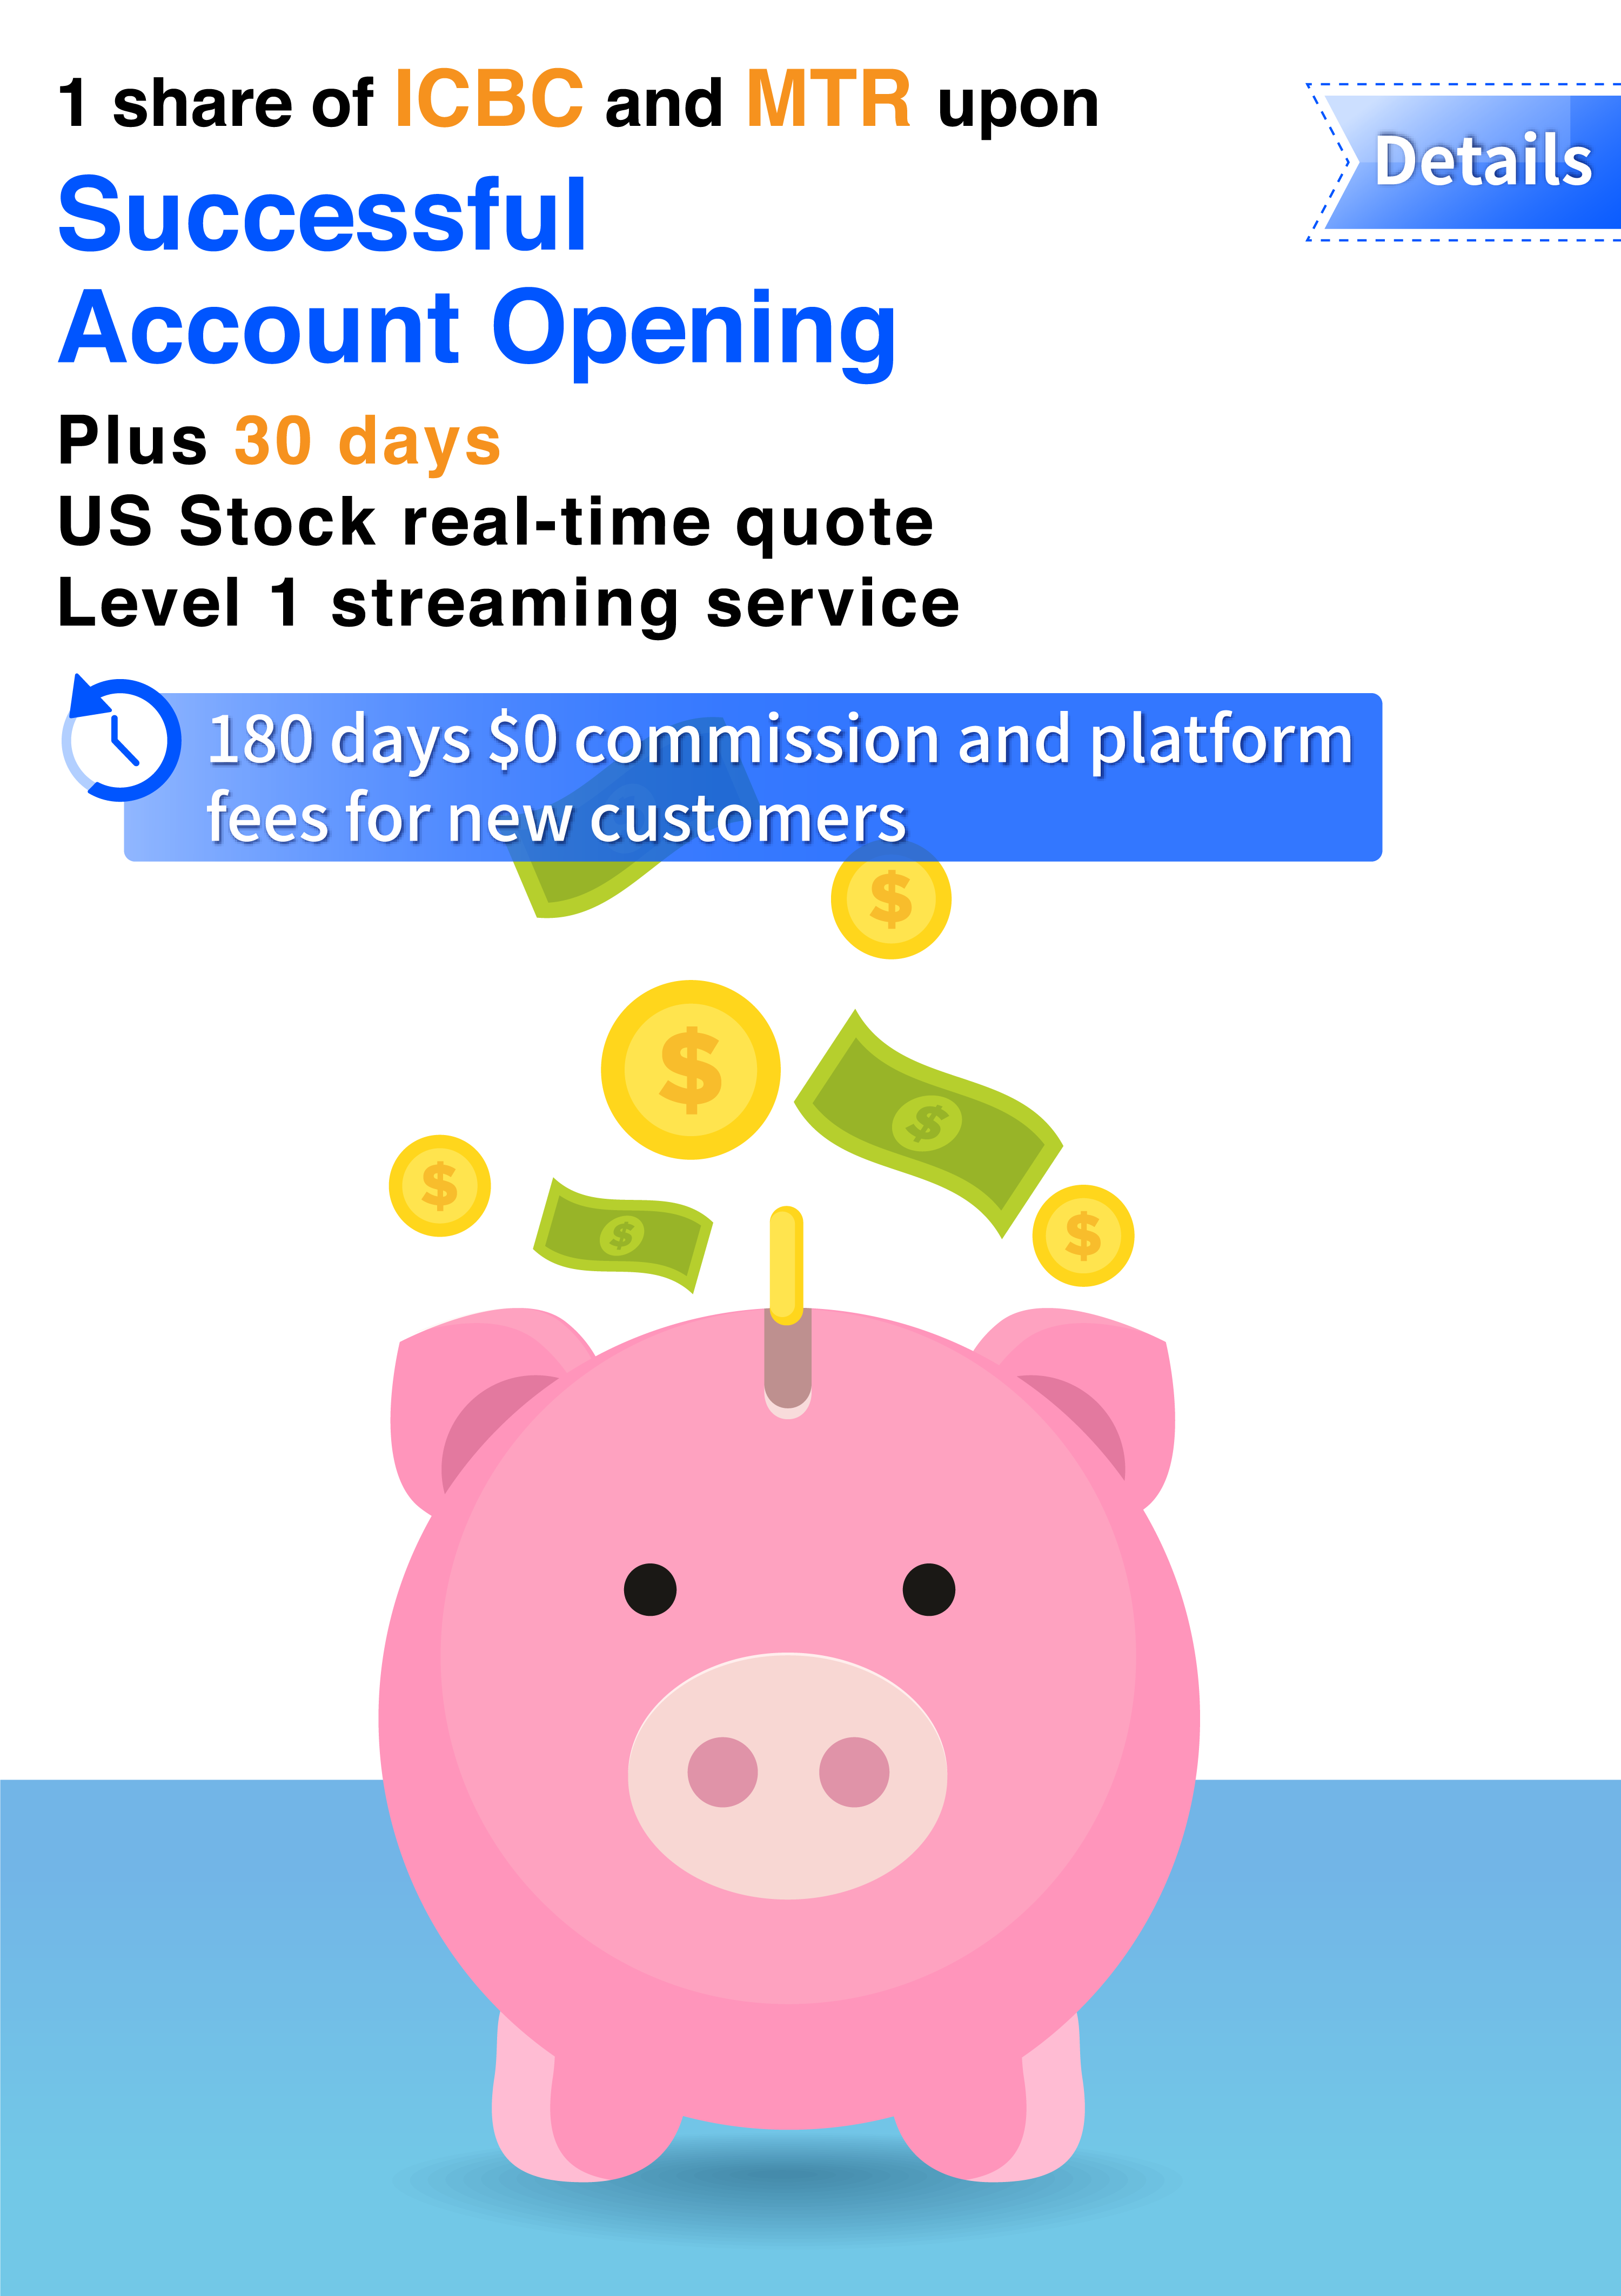 1 share of ICBC and MTR upon
Details
Successful
Account Opening
Plus 30 days
US Stock real-time quote
Level 1 streaming service
180 days $0 commission and platform
fees for new customers
$
$
$
$
$
$